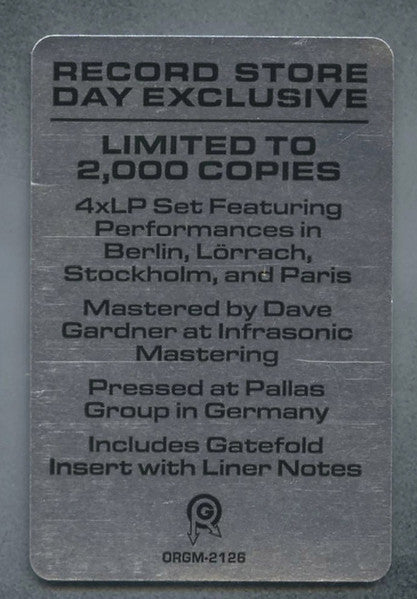 RECORD STORE
DAY EXCLUSIVE
LIMITED TO
2,000 COPIES
4xLP Set Featuring
Performances in
Berlin, Lörrach,
Stockholm, and Paris
Mastered by Dave
Gardner at Infrasonic
Mastering
Pressed at Pallas
Group in Germany
Includes Gatefold
Insert with Liner Notes
ORGM-2126